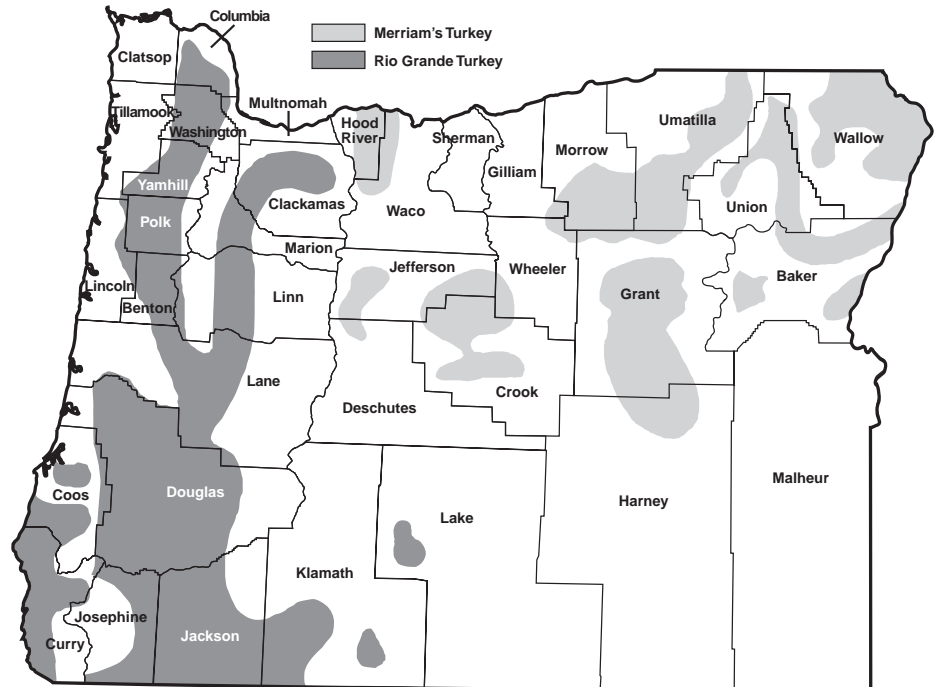 Columbia
Merriam's Turkey
Clatsop
Rio Grande Turkey
Multnomah
Tillamook
Hood
River
Washington
Sherman
Umatilla
Wallow
Morrow
Gilliam
Yamhill
Clackamas
Waco
Union
Polk
Marion
Jefferson
Wheeler
Baker
Lincoln
Benton
Linn
Grant
Lane
Crook
Deschutes
Coos
Douglas
Lake
Harney
Malheur
Klamath
Josephine
Jackson
Curry